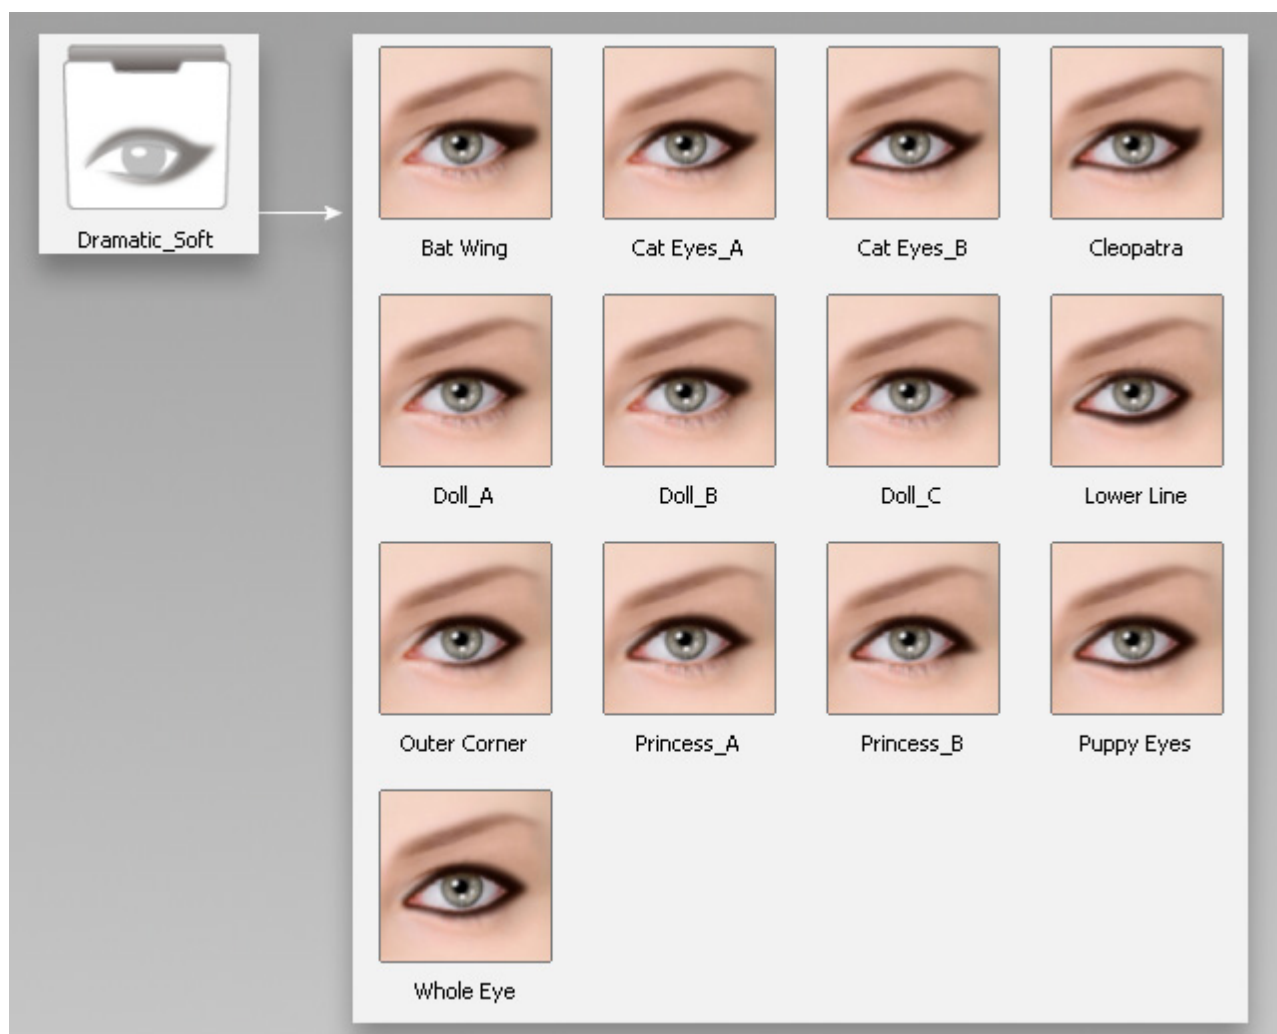 Dramatic_Soft
Bat Wing
Cat Eyes_A
Cat Eyes_B
Cleopatra
Doll_A
Doll_B
Doll_C
Lower Line
Outer Corner
Princess_A
Princess_B
Puppy Eyes
Whole Eye